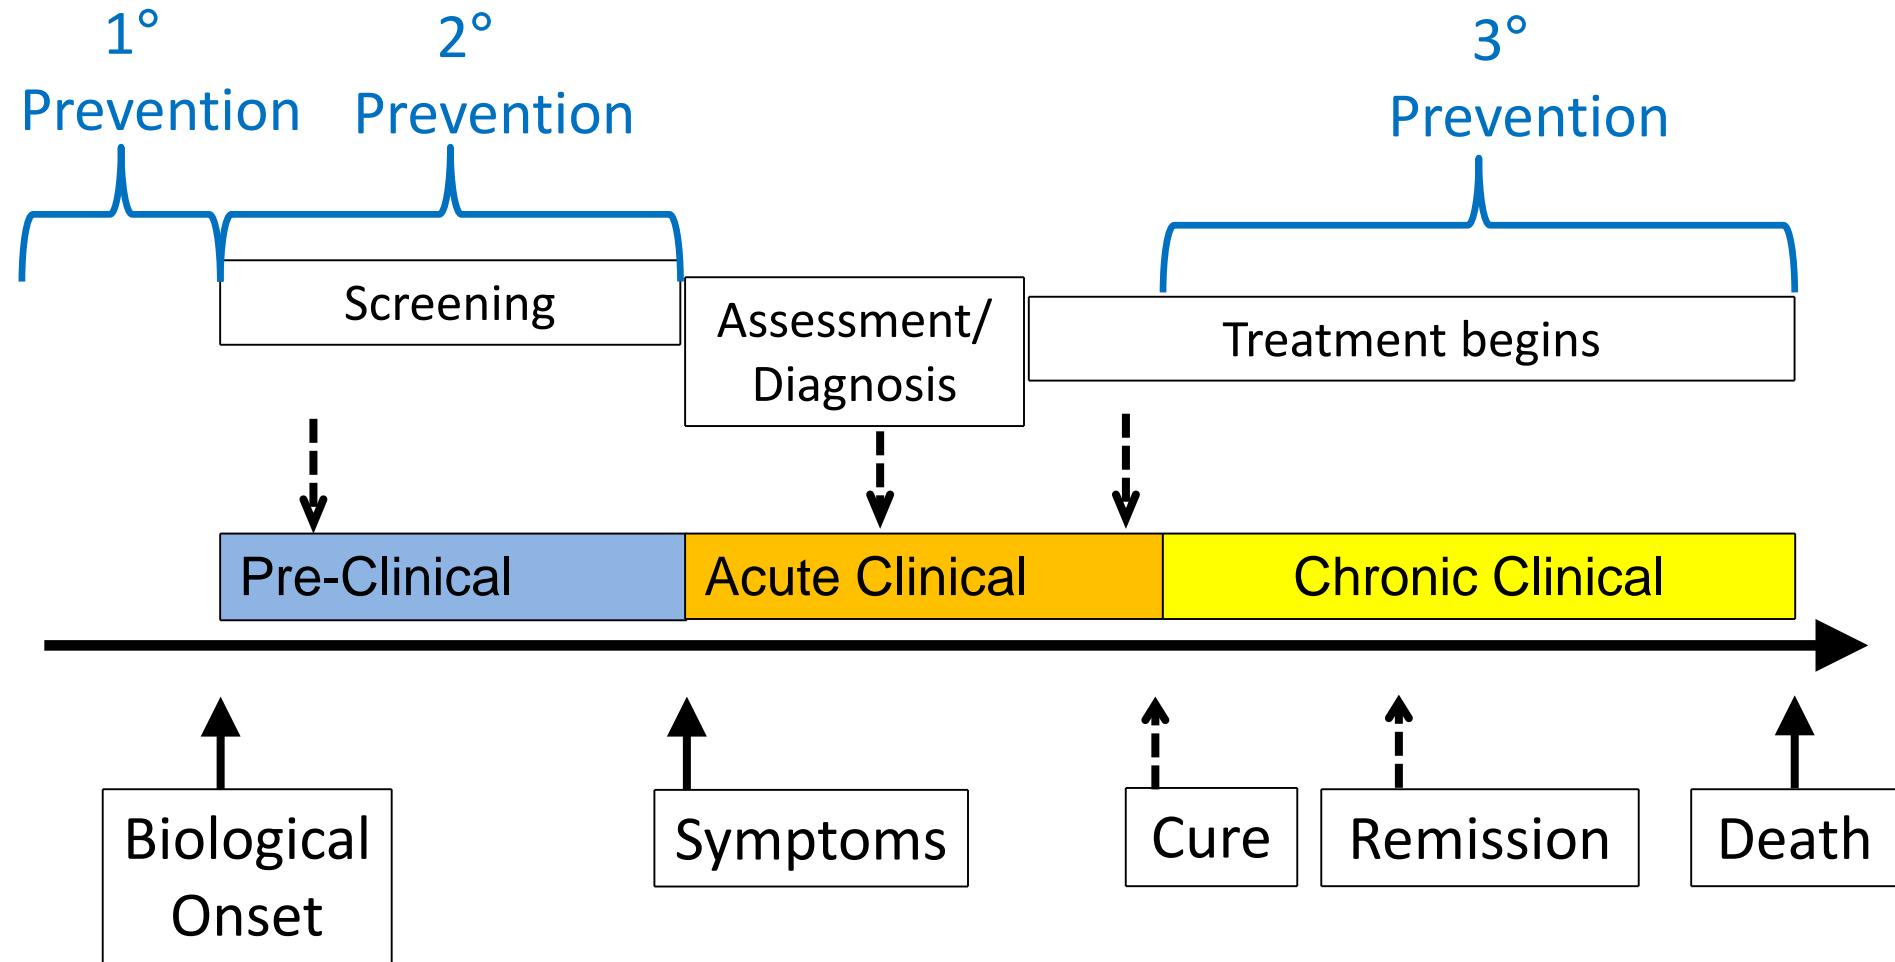 1°
Prevention
2°
Prevention
3°
Prevention
Screening
Assessment/
Diagnosis
Treatment begins
Pre-Clinical
Acute Clinical
Chronic Clinical
Biological
Onset
Symptoms
Cure
Remission
Death